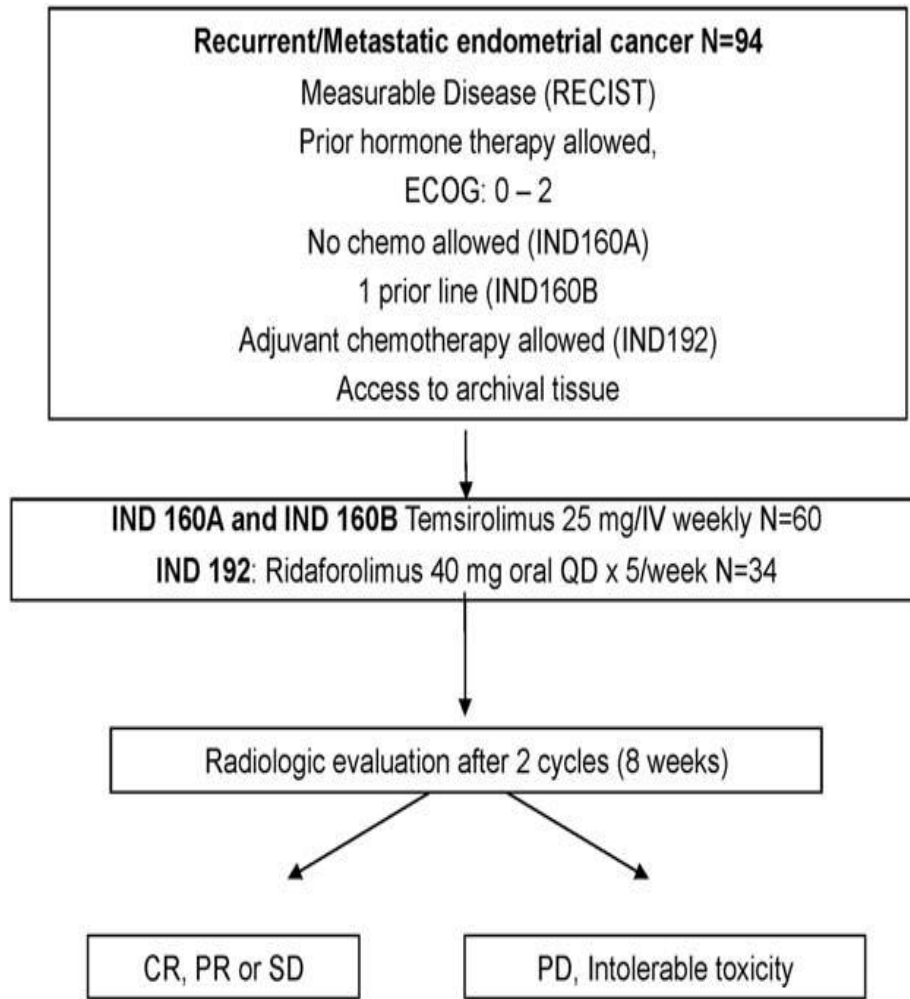 Recurrent/Metastatic endometrial cancer N=94
Measurable Disease (RECIST)
Prior hormone therapy allowed,
ECOG: 0 – 2
No chemo allowed (IND160A)
1 prior line (IND160B
Adjuvant chemotherapy allowed (IND192)
Access to archival tissue
IND 160A and IND 160B Temsirolimus 25 mg/IV weekly N=60
IND 192: Ridaforolimus 40 mg oral QD x 5/week N=34
Radiologic evaluation after 2 cycles (8 weeks)
CR, PR or SD
PD, Intolerable toxicity